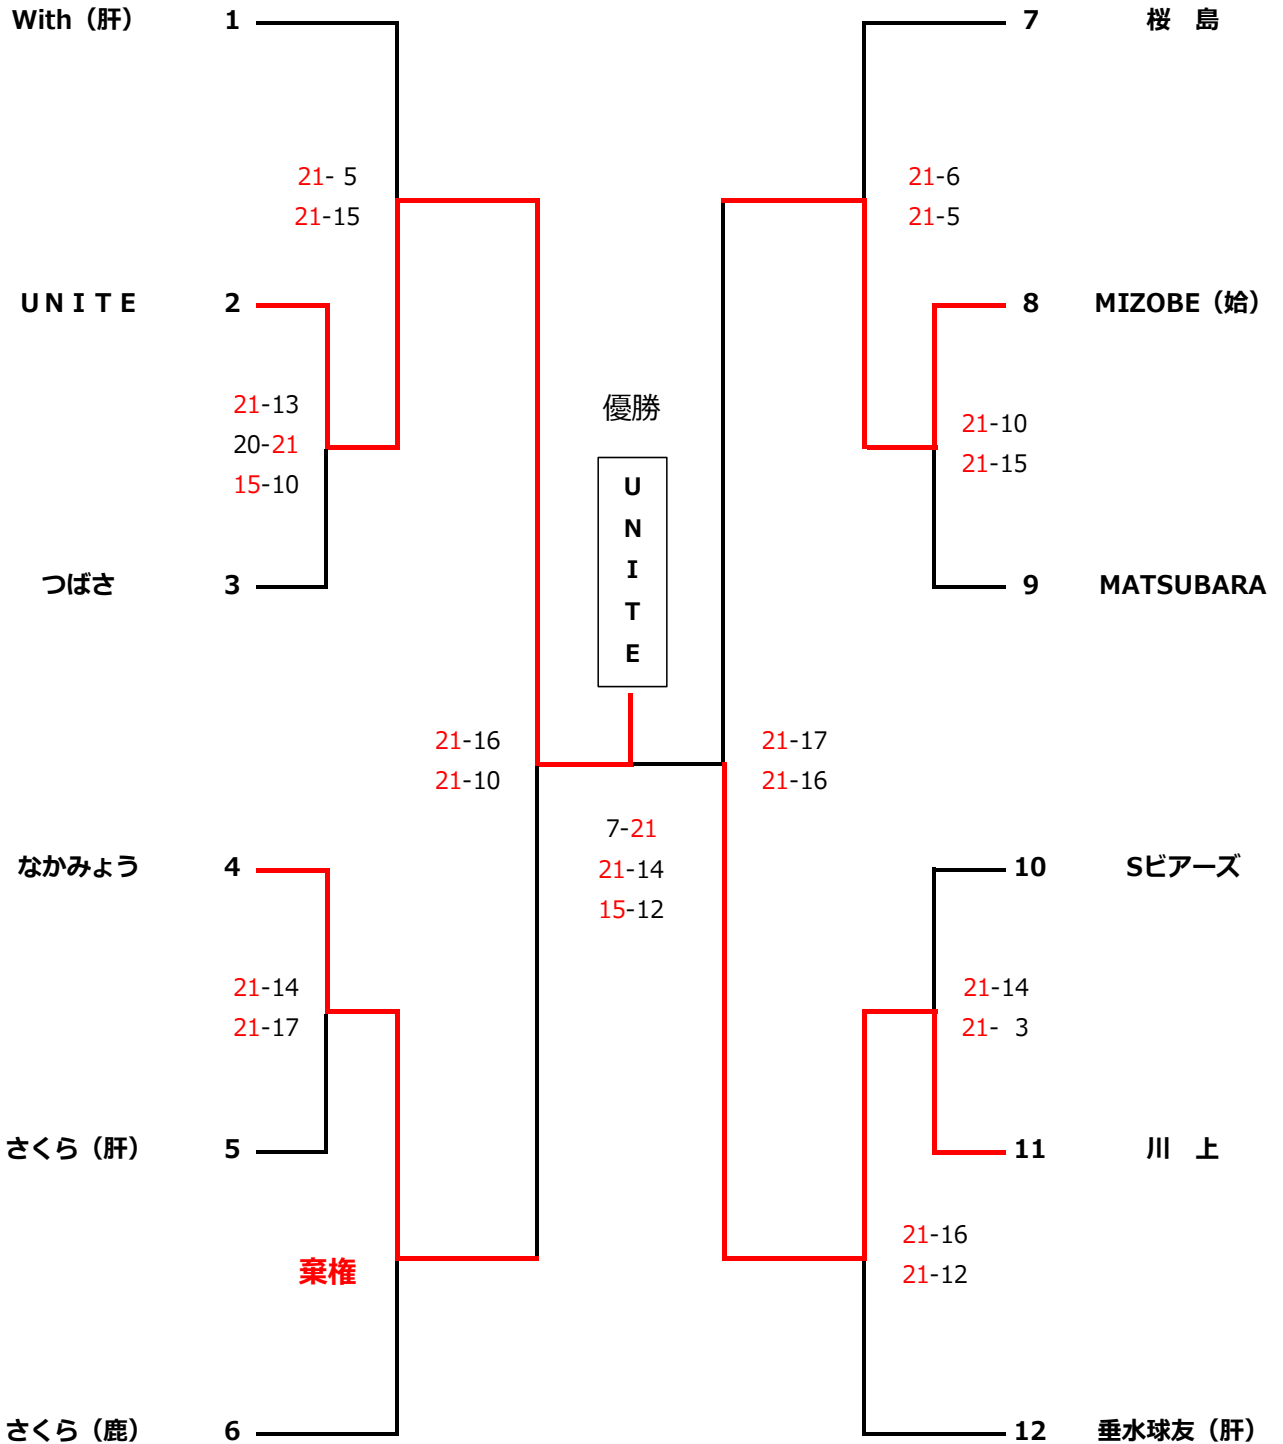 With（肝） 1
7 桜　島
21- 5
21-15
21-6
21-5
ＵＮＩＴＥ 2
8 MIZOBE（姶）
21-13
20-21
15-10
優勝
21-10
21-15
U
N
I
T
E
つばさ 3
9 MATSUBARA
21-16
21-10
21-17
21-16
7-21
21-14
15-12
なかみょう 4
10 Sビアーズ
21-14
21-17
21-14
21- 3
さくら（肝） 5
11 川　上
棄権
21-16
21-12
さくら（鹿） 6
12 垂水球友（肝）